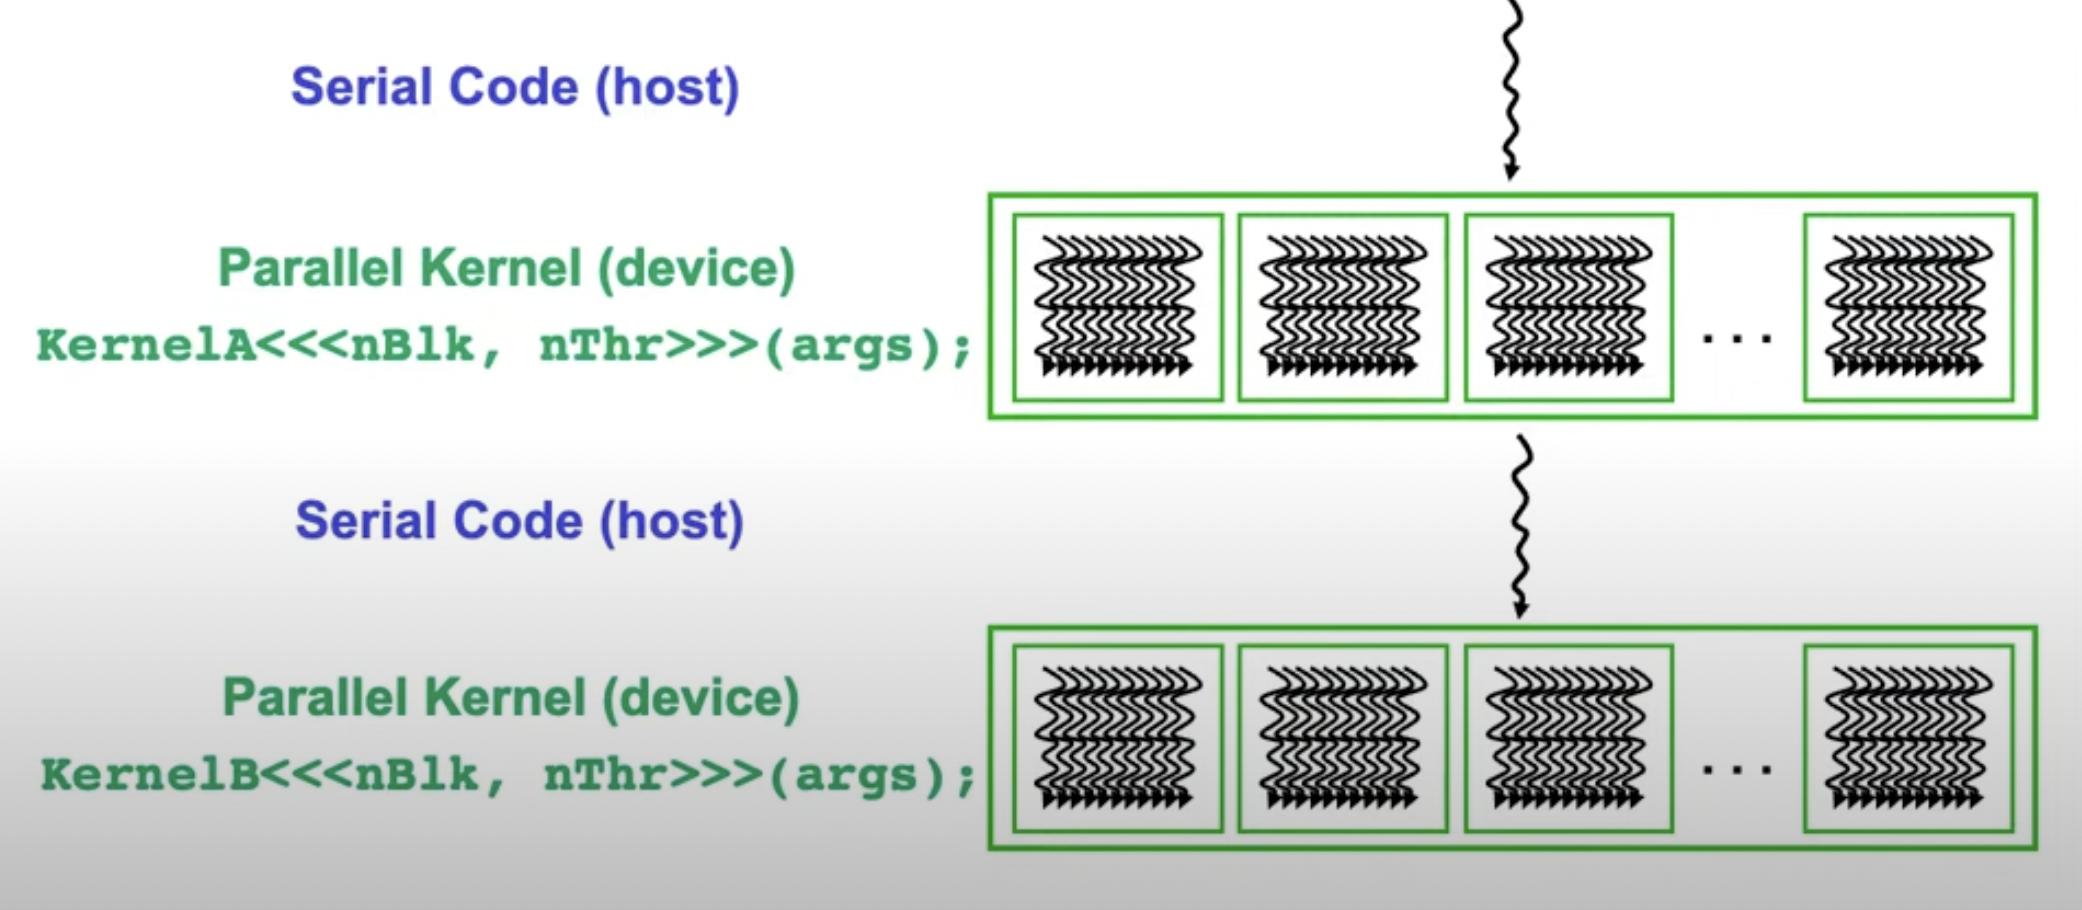 Serial Code (host)
Parallel Kernel (device)
KernelA<<<nBlk, nThr>>>(args);
...
Serial Code (host)
Parallel Kernel (device)
KernelB<<<nBlk, nThr>>>(args);
...